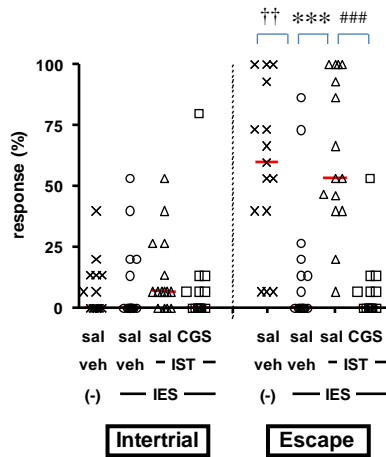 †† *** ###
100
75
50
25
0
response (%)
sal sal sal CGS sal sal sal CGS
veh veh IST veh veh IST
(-) IES (-) IES
Intertrial Escape